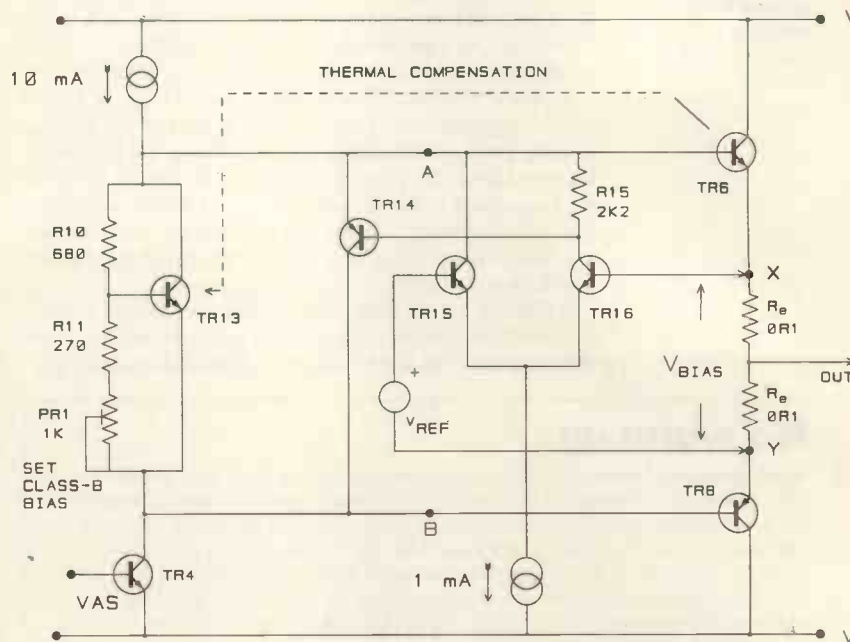 V
10 mA
THERMAL COMPENSATION
A
TR6
R15
2K2
TR14
R10
680
X
TR13
TR15
TR16
R11
270
Re
0R1
VBIAS
OUT
+
VREF
PR1
1K
Re
0R1
Y
SET
CLASS-B
BIAS
TR8
B
TR4
VAS
1 mA
V